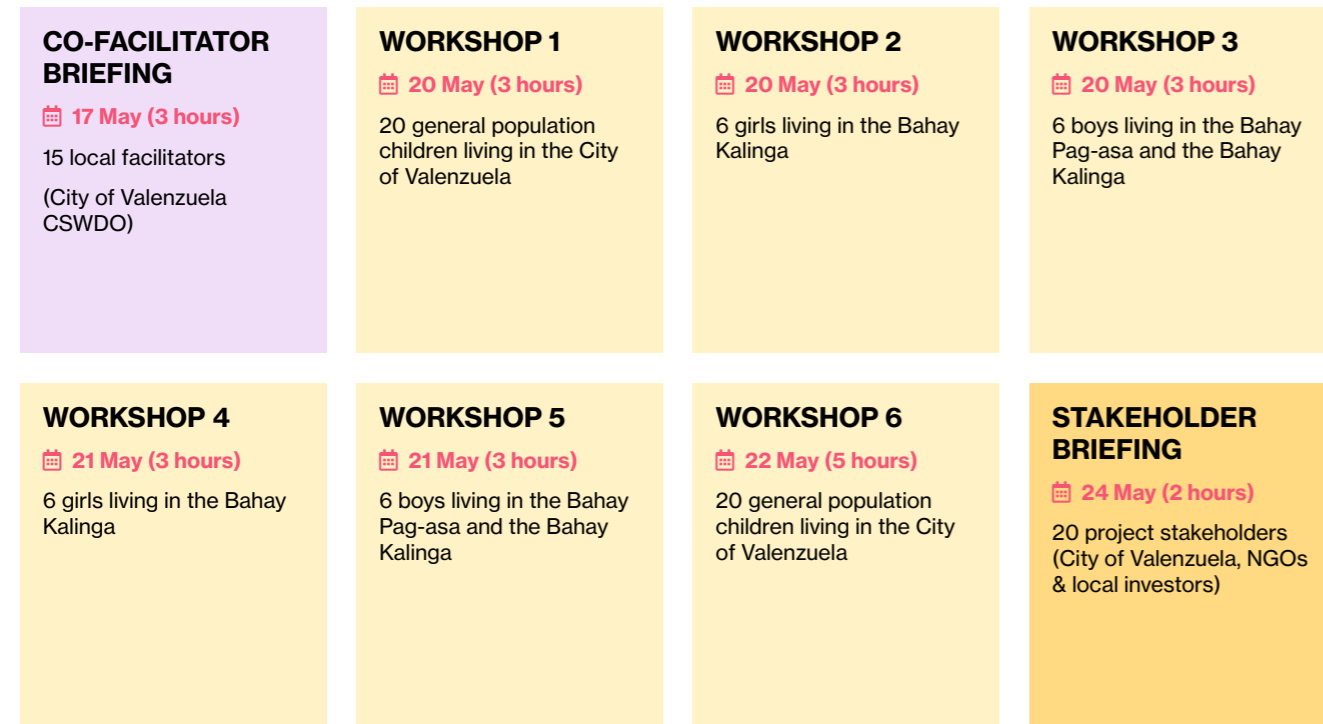 CO-FACILITATOR
BRIEFING
17 May (3 hours)
15 local facilitators
(City of Valenzuela
CSWDO)
WORKSHOP 1
20 May (3 hours)
20 general population
children living in the City
of Valenzuela
WORKSHOP 2
20 May (3 hours)
6 girls living in the Bahay
Kalinga
WORKSHOP 3
20 May (3 hours)
6 boys living in the Bahay
Pag-asa and the Bahay
Kalinga
WORKSHOP 4
21 May (3 hours)
6 girls living in the Bahay
Kalinga
WORKSHOP 5
21 May (3 hours)
6 boys living in the Bahay
Pag-asa and the Bahay
Kalinga
WORKSHOP 6
22 May (5 hours)
20 general population
children living in the City
of Valenzuela
STAKEHOLDER
BRIEFING
24 May (2 hours)
20 project stakeholders
(City of Valenzuela, NGOs
& local investors)